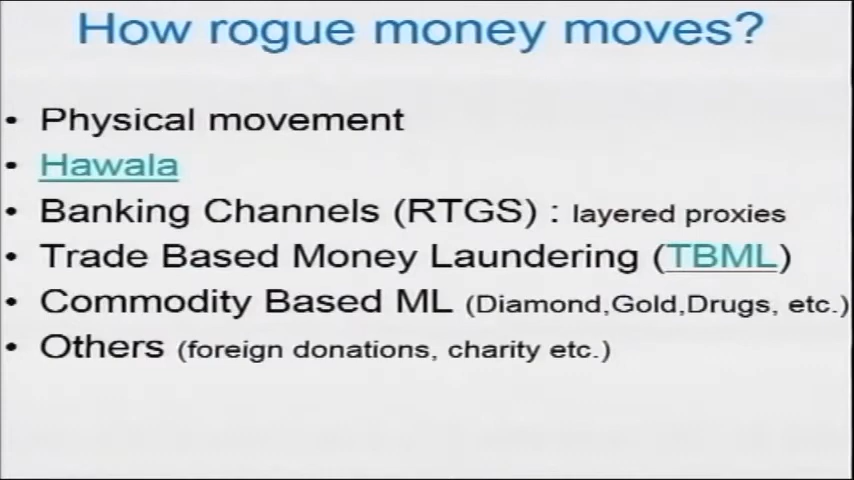 How rogue money moves?
• Physical movement
• Hawala
• Banking Channels (RTGS) : layered proxies
• Trade Based Money Laundering (TBML)
• Commodity Based ML (Diamond,Gold,Drugs, etc.)
• Others (foreign donations, charity etc.)